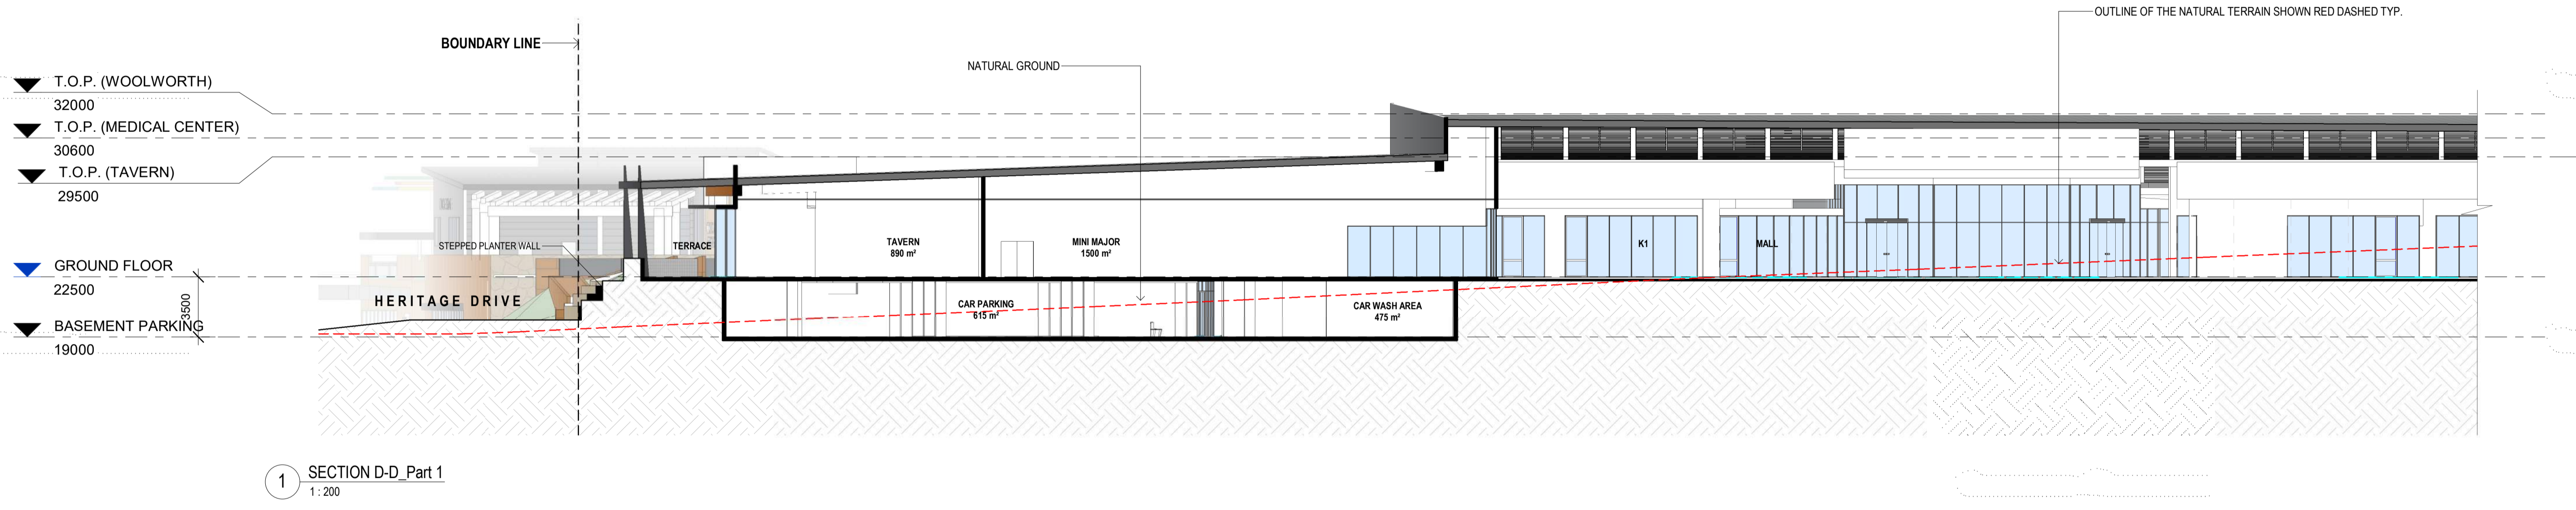 OUTLINE OF THE NATURAL TERRAIN SHOWN RED DASHED TYP.
BOUNDARY LINE
NATURAL GROUND
T.O.P. (WOOLWORTH)
32000
T.O.P. (MEDICAL CENTER)
30600
T.O.P. (TAVERN)
29500
STEPPED PLANTER WALL
TERRACE
TAVERN
890 m²
MINI MAJOR
1500 m²
K1
MALL
GROUND FLOOR
22500
3500
HERITAGE DRIVE
CAR PARKING
615 m²
CAR WASH AREA
475 m²
BASEMENT PARKING
19000
1
SECTION D-D_Part 1
1 : 200